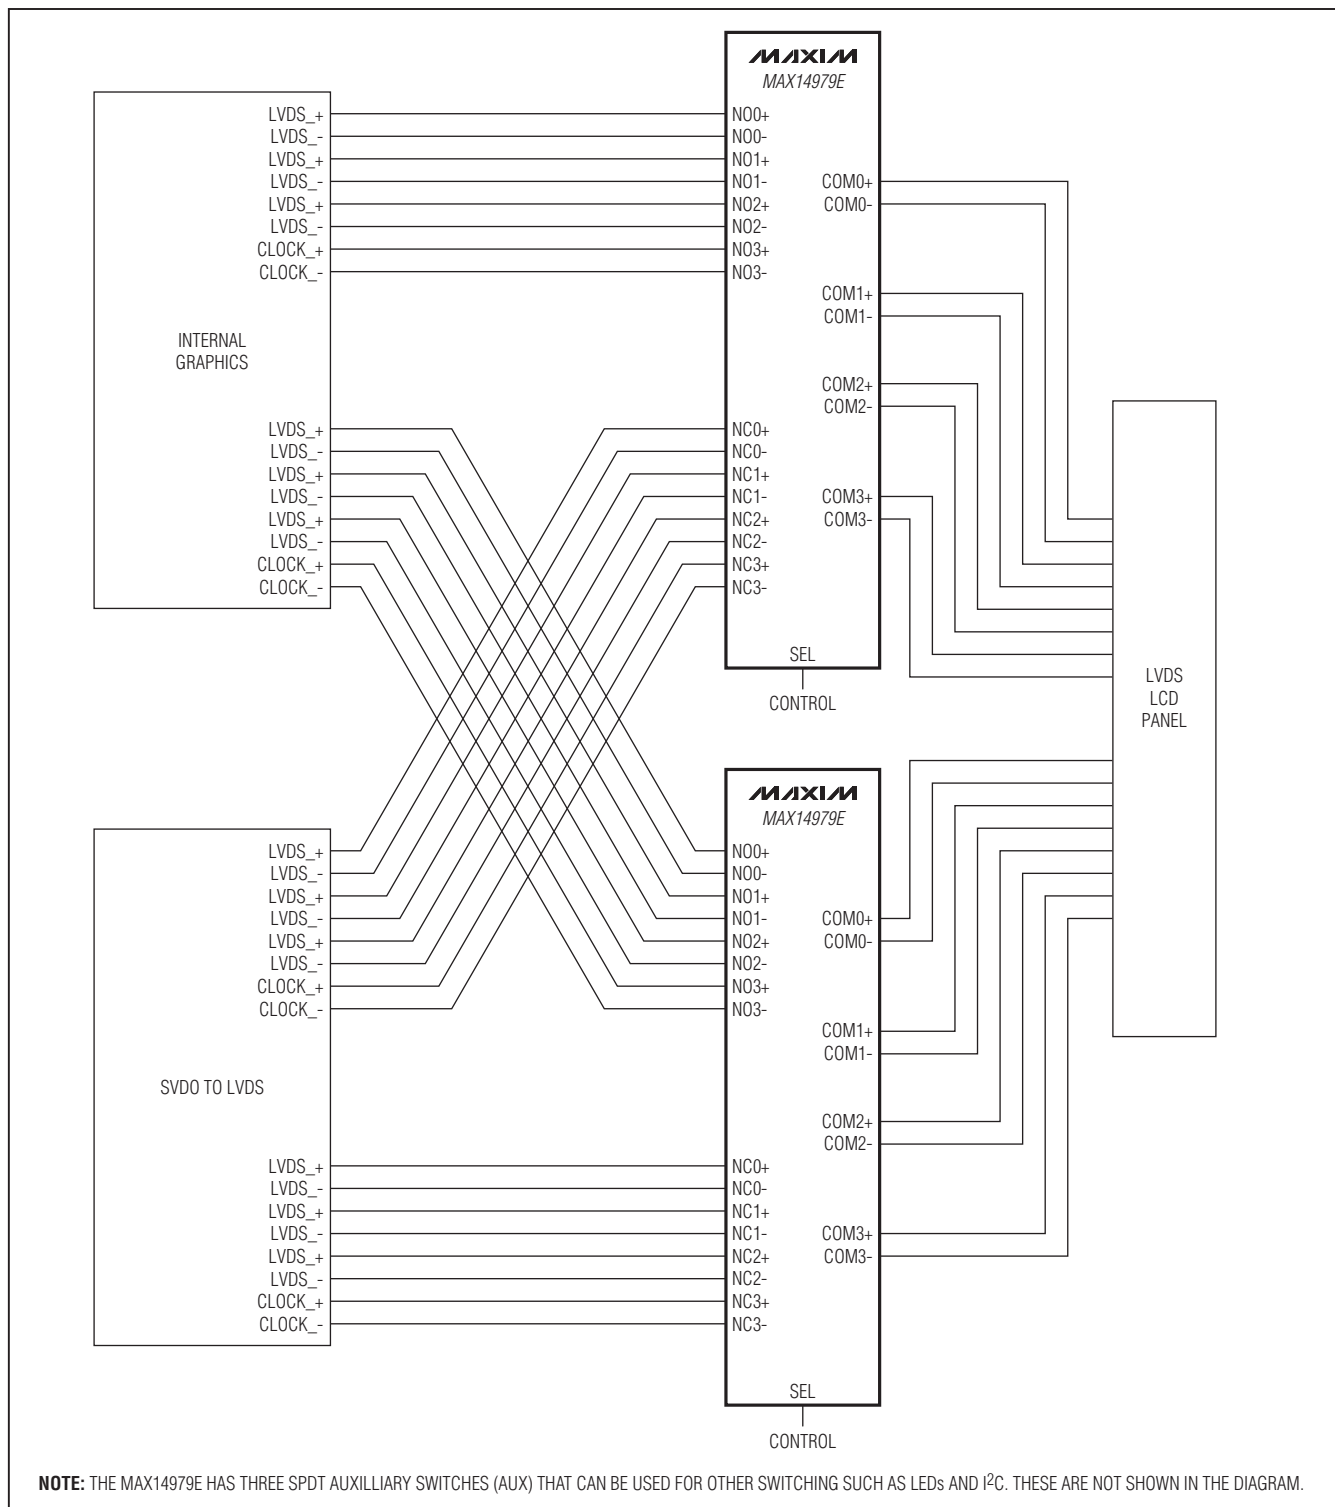 MAXIM
MAX14979E
LVDS_+
LVDS_-
LVDS_+
LVDS_-
LVDS_+
LVDS_-
CLOCK_+
CLOCK_-
INTERNAL
GRAPHICS
LVDS_+
LVDS_-
LVDS_+
LVDS_-
LVDS_+
LVDS_-
CLOCK_+
CLOCK_-
NO0+
NO0-
NO1+
NO1-
NO2+
NO2-
NO3+
NO3-
NC0+
NC0-
NC1+
NC1-
NC2+
NC2-
NC3+
NC3-
COM0+
COM0-
COM1+
COM1-
COM2+
COM2-
COM3+
COM3-
SEL
CONTROL
LVDS
LCD
PANEL
MAXIM
MAX14979E
LVDS_+
LVDS_-
LVDS_+
LVDS_-
LVDS_+
LVDS_-
CLOCK_+
CLOCK_-
SVDO TO LVDS
LVDS_+
LVDS_-
LVDS_+
LVDS_-
LVDS_+
LVDS_-
CLOCK_+
CLOCK_-
NO0+
NO0-
NO1+
NO1-
NO2+
NO2-
NO3+
NO3-
NC0+
NC0-
NC1+
NC1-
NC2+
NC2-
NC3+
NC3-
COM0+
COM0-
COM1+
COM1-
COM2+
COM2-
COM3+
COM3-
SEL
CONTROL
NOTE: THE MAX14979E HAS THREE SPDT AUXILLIARY SWITCHES (AUX) THAT CAN BE USED FOR OTHER SWITCHING SUCH AS LEDs AND I²C. THESE ARE NOT SHOWN IN THE DIAGRAM.